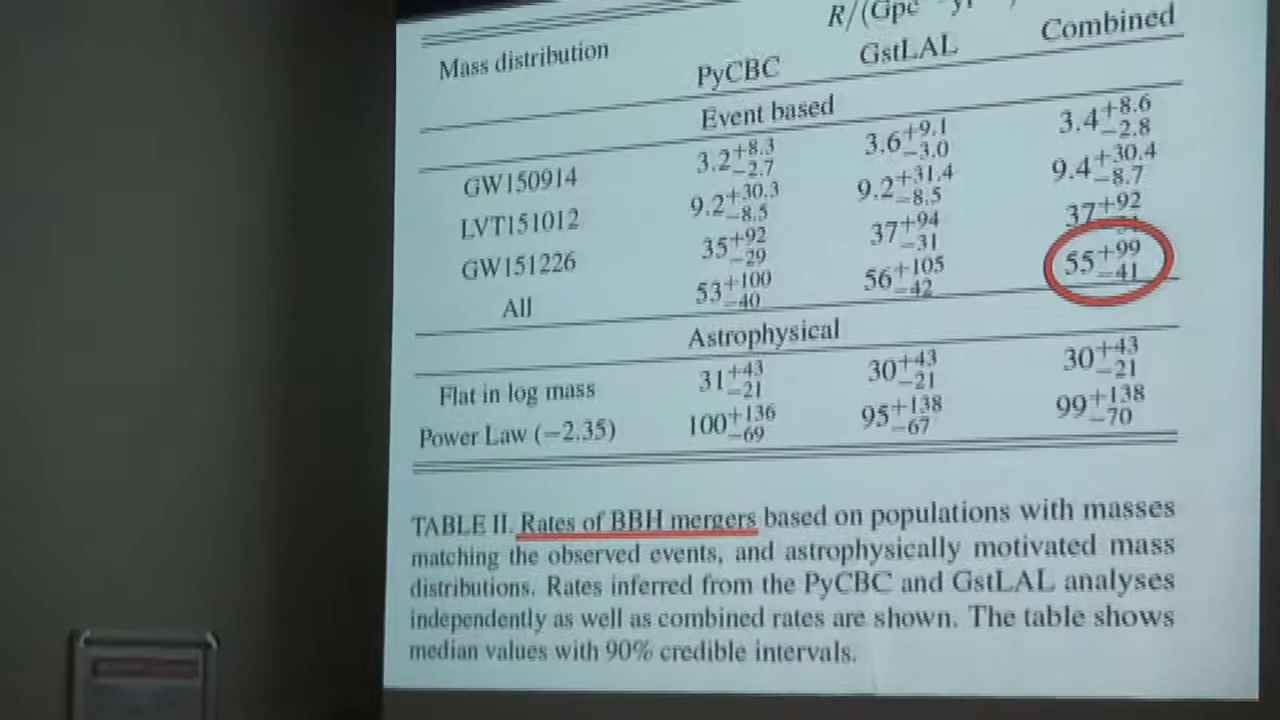 R/(Gpc
Mass distribution PyCBC GstLAL Combined
Event based
GW150914 3.2+8.3−2.7 3.6+9.1−3.0 3.4+8.6−2.8
LVT151012 9.2+30.3−8.5 9.2+31.4−8.5 9.4+30.4−8.7
GW151226 35+92−29 37+94−31 37+92
All 53+100−40 56+105−42 55+99−41
Astrophysical
Flat in log mass 31+43−21 30+43−21 30+43−21
Power Law (−2.35) 100+136−69 95+138−67 99+138−70
TABLE II. Rates of BBH mergers based on populations with masses
matching the observed events, and astrophysically motivated mass
distributions. Rates inferred from the PyCBC and GstLAL analyses
independently as well as combined rates are shown. The table shows
median values with 90% credible intervals.